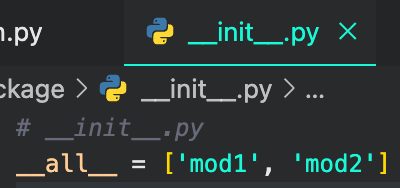 n.py __init__.py ×
ckage > __init__.py > ...
# __init__.py
__all__ = ['mod1', 'mod2']